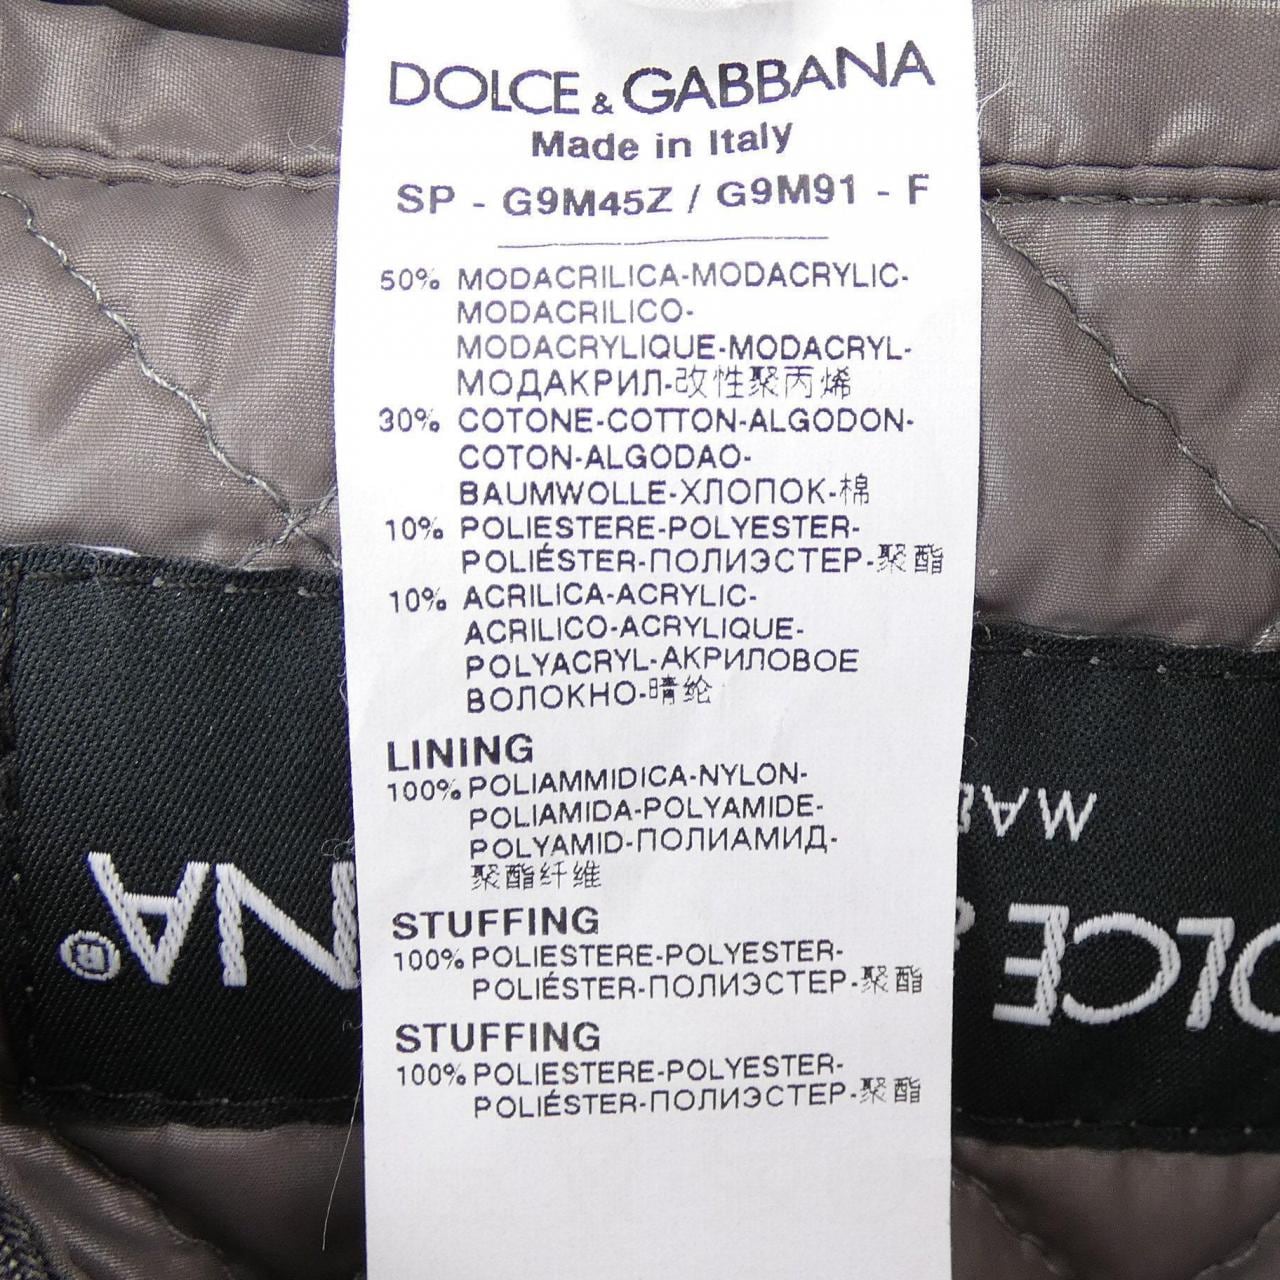 DOLCE & GABBANA
Made in Italy
SP - G9M45Z / G9M91 - F
50% MODACRILICA-MODACRYLIC-
MODACRILICO-
MODACRYLIQUE-MODACRYL-
МОДАКРИЛ-改性聚丙烯
30% COTONE-COTTON-ALGODON-
COTON-ALGODAO-
BAUMWOLLE-ХЛОПОК-棉
10% POLIESTERE-POLYESTER-
POLIÉSTER-ПОЛИЭСТЕР-聚酯
10% ACRILICA-ACRYLIC-
ACRILICO-ACRYLIQUE-
POLYACRYL-АКРИЛОВОЕ
ВОЛОКНО-晴纶
LINING
100% POLIAMMIDICA-NYLON-
POLIAMIDA-POLYAMIDE-
POLYAMID-ПОЛИАМИД-
聚酯纤维
STUFFING
100% POLIESTERE-POLYESTER-
POLIÉSTER-ПОЛИЭСТЕР-聚酯
STUFFING
100% POLIESTERE-POLYESTER-
POLIÉSTER-ПОЛИЭСТЕР-聚酯